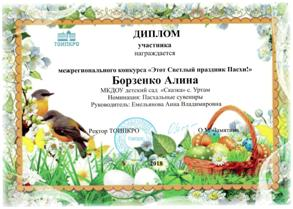 ТОИПКРО
ДИПЛОМ
участника
награждается
межрегионального конкурса «Этот Светлый праздник Пасхи!»
Борзенко Алина
МКДОУ детский сад «Сказка» с. Уртам
Номинация: Пасхальные сувениры
Руководитель: Емельянова Анна Владимировна
Ректор ТОИПКРО О.М. Замятина
2018